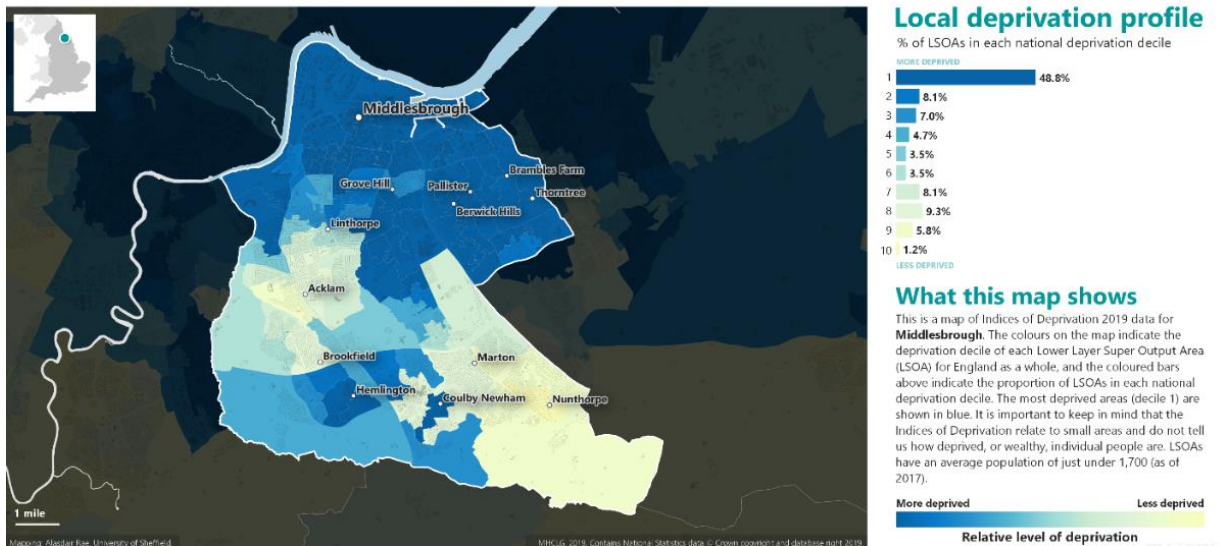 Middlesbrough
Brambles Farm
Grove Hill
Pallister
Thorntree
Berwick Hills
Linthorpe
Acklam
Brookfield
Marton
Hemlington
Coulby Newham
Nunthorpe
1 mile
Mapping: Alasdair Rae, University of Sheffield.
MHCLG, 2019. Contains National Statistics data © Crown copyright and database right 2019
Local deprivation profile
% of LSOAs in each national deprivation decile
MORE DEPRIVED
1 48.8%
2 8.1%
3 7.0%
4 4.7%
5 3.5%
6 3.5%
7 8.1%
8 9.3%
9 5.8%
10 1.2%
LESS DEPRIVED
What this map shows
This is a map of Indices of Deprivation 2019 data for
Middlesbrough. The colours on the map indicate the
deprivation decile of each Lower Layer Super Output Area
(LSOA) for England as a whole, and the coloured bars
above indicate the proportion of LSOAs in each national
deprivation decile. The most deprived areas (decile 1) are
shown in blue. It is important to keep in mind that the
Indices of Deprivation relate to small areas and do not tell
us how deprived, or wealthy, individual people are. LSOAs
have an average population of just under 1,700 (as of
2017).
More deprived Less deprived
Relative level of deprivation